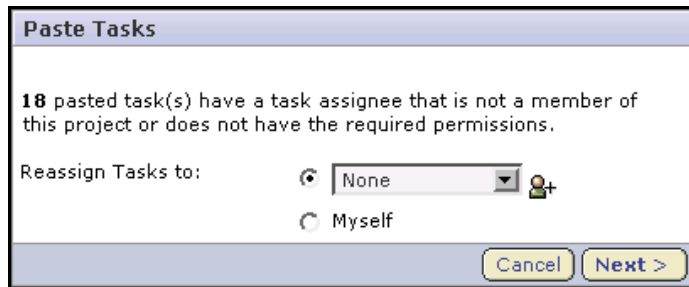 Paste Tasks
18 pasted task(s) have a task assignee that is not a member of
this project or does not have the required permissions.
Reassign Tasks to:
None
Myself
Cancel
Next >